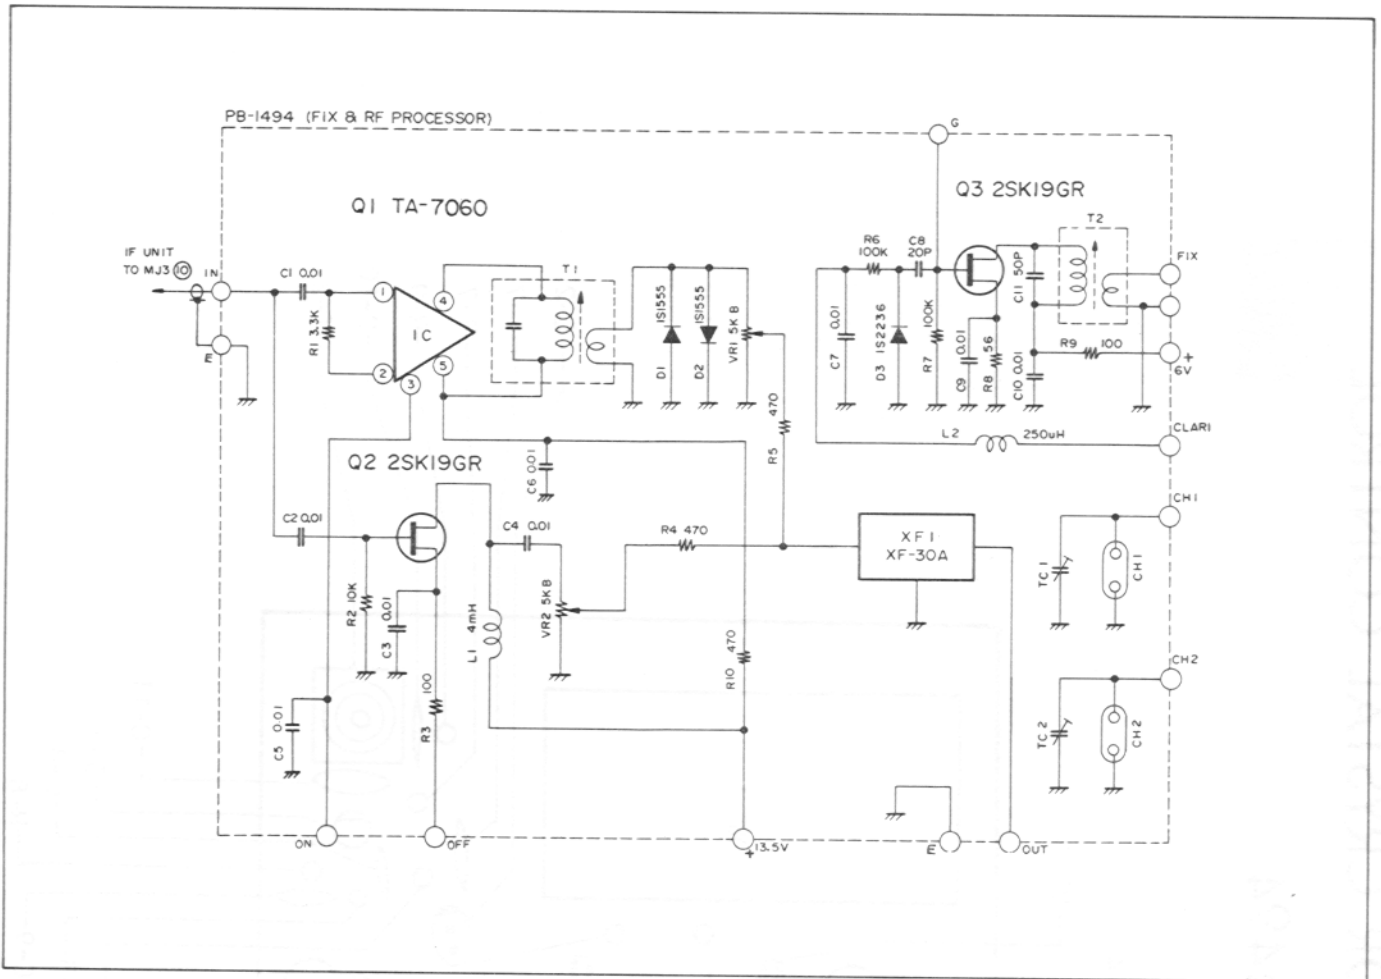 PB-1494 (FIX & RF PROCESSOR)
G
Q3 2SK19GR
Q1 TA-7060
T2
IF UNIT
TO MJ3 ⑩
IN
C1 0.01
R1 3.3K
1
2
3
4
5
IC
T1
D1
1S1555
D2
1S1555
VR1 5K B
R6
100K
C8
20P
C7 0.01
D3 1S2236
R7 100K
C9 0.01
R8 56
C11 50P
C10 0.01
R9 100
FIX
+
6V
E
L2 250uH
CLARI
R5 470
Q2 2SK19GR
C6 0.01
C2 0.01
C4 0.01
R4 470
XF1
XF-30A
CH1
TC1
CH1
R2 10K
C3 0.01
L1 4mH
VR2 5K B
R10 470
R3 100
C5 0.01
CH2
TC2
CH2
ON
OFF
+ 13.5V
E
OUT